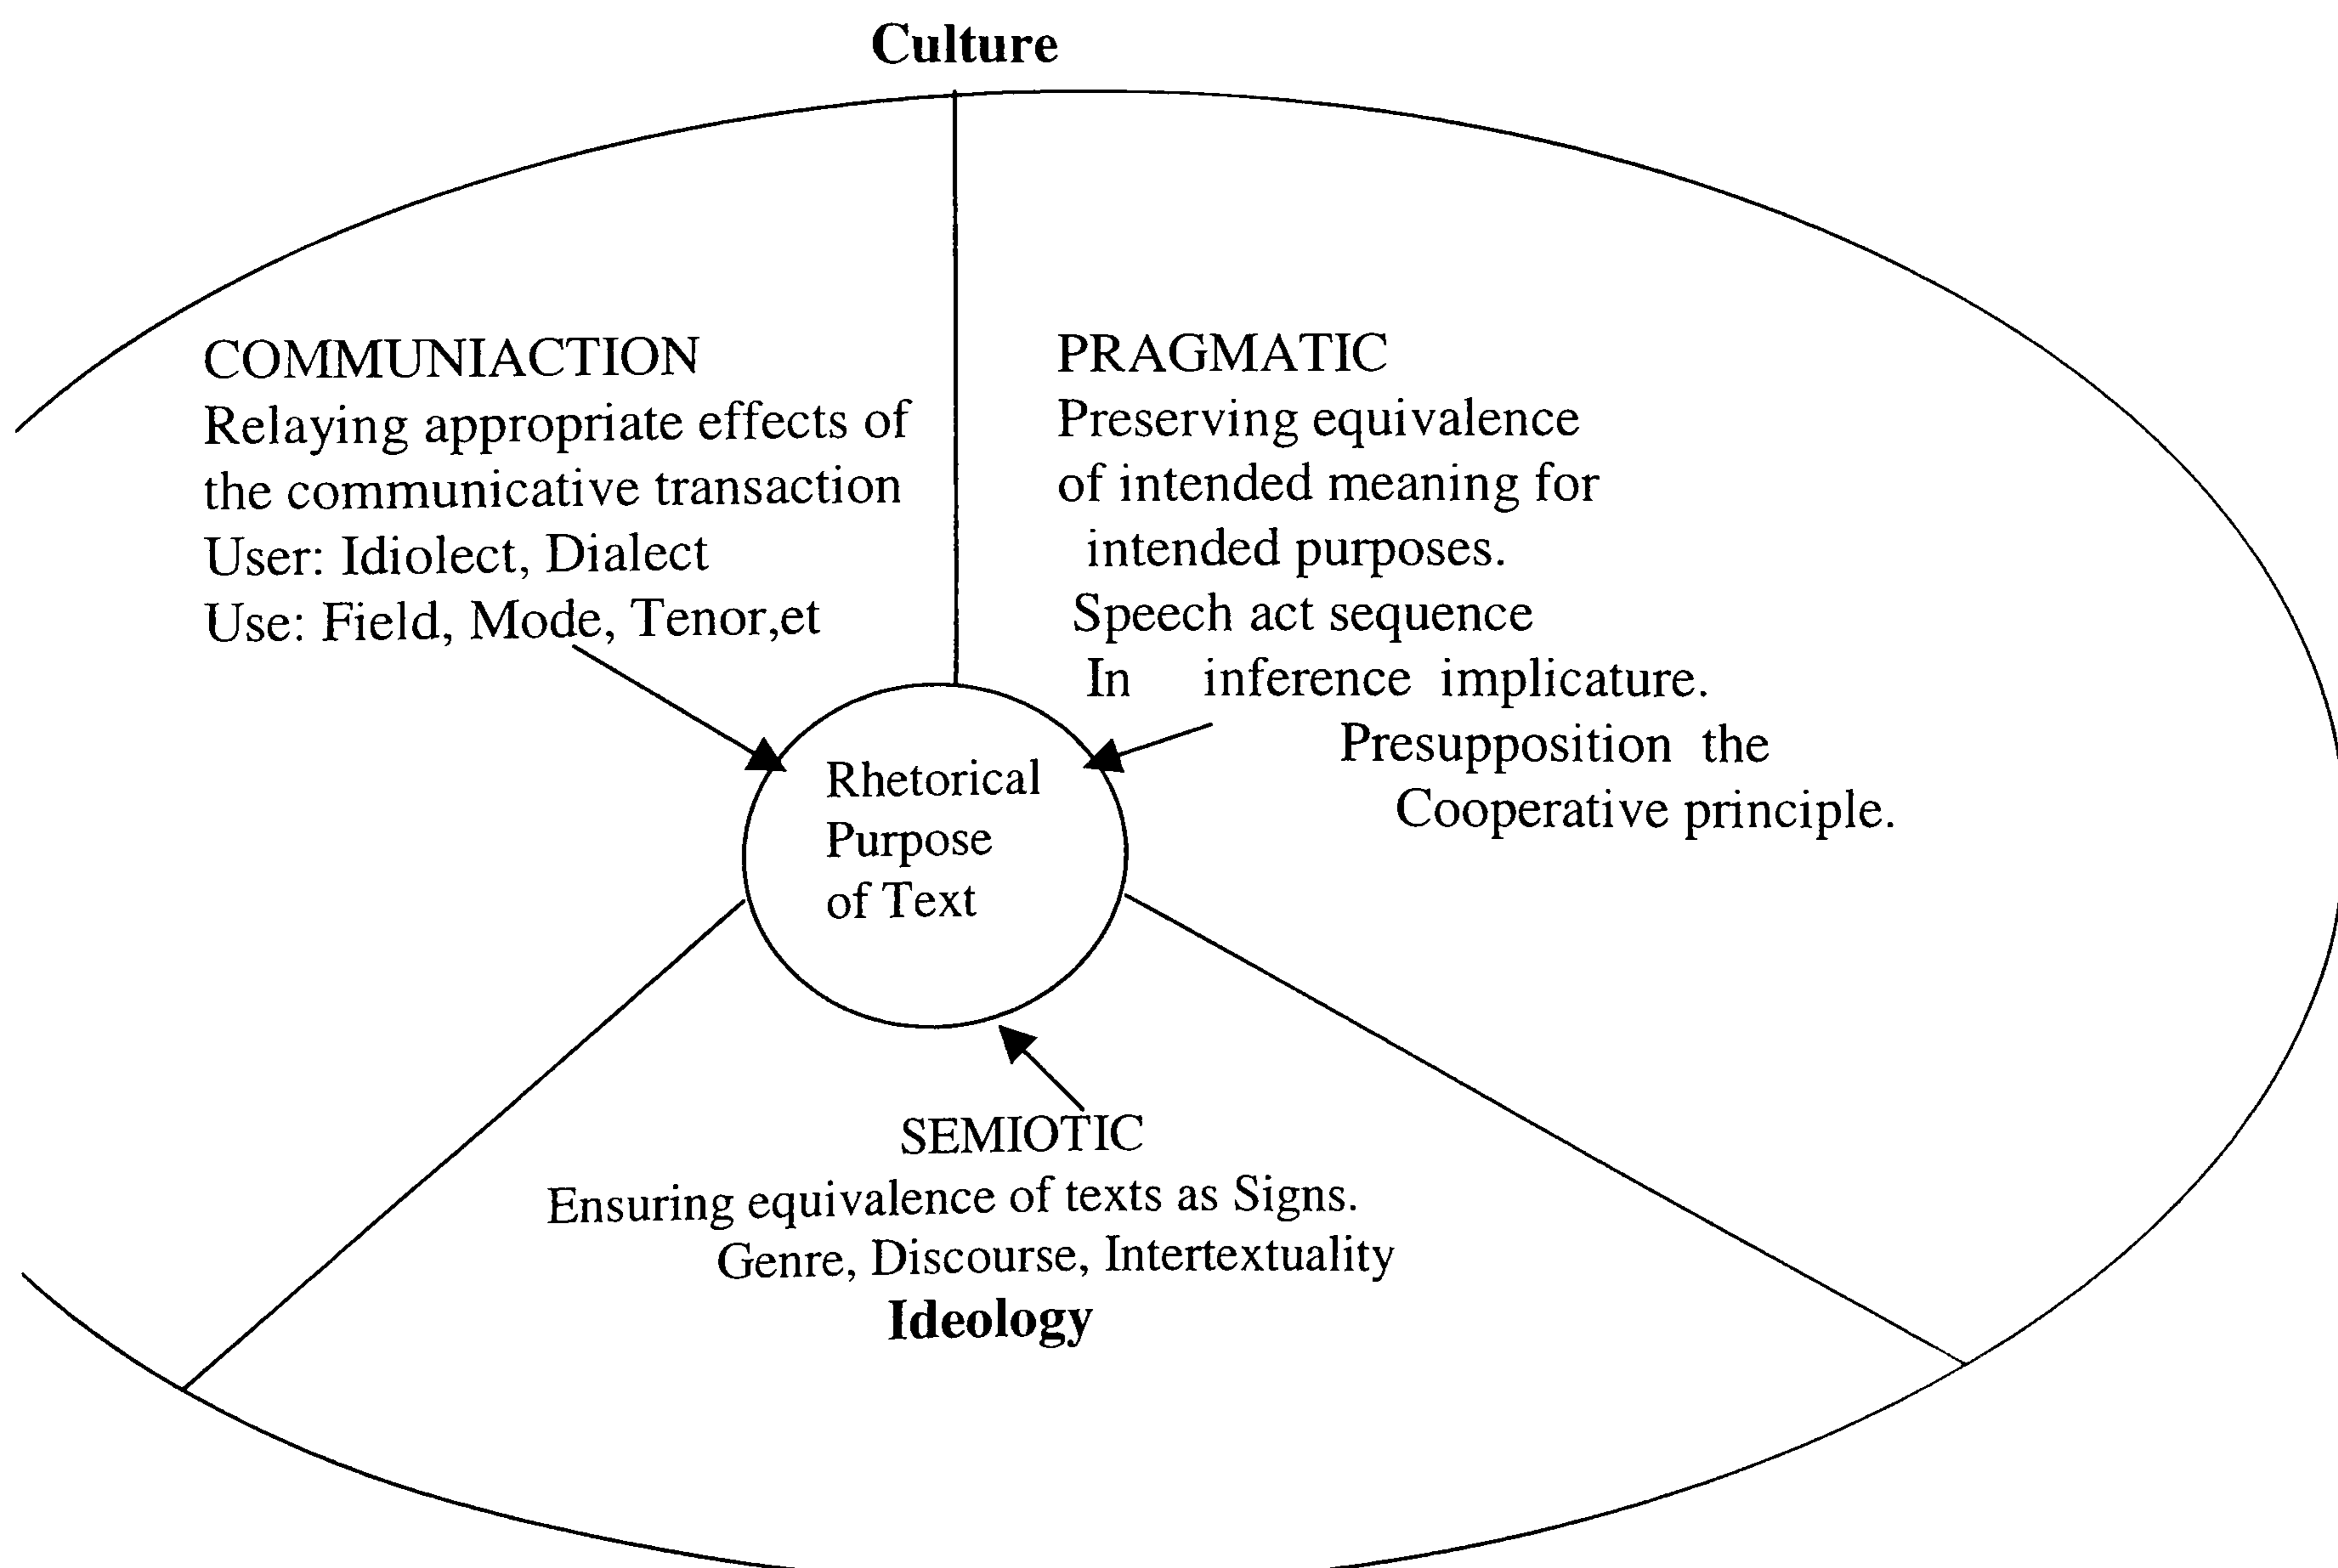 Culture
COMMUNIACTION
Relaying appropriate effects of
the communicative transaction
User: Idiolect, Dialect
Use: Field, Mode, Tenor,et
PRAGMATIC
Preserving equivalence
of intended meaning for
intended purposes.
Speech act sequence
In inference implicature.
Presupposition the
Cooperative principle.
Rhetorical
Purpose
of Text
SEMIOTIC
Ensuring equivalence of texts as Signs.
Genre, Discourse, Intertextuality
Ideology